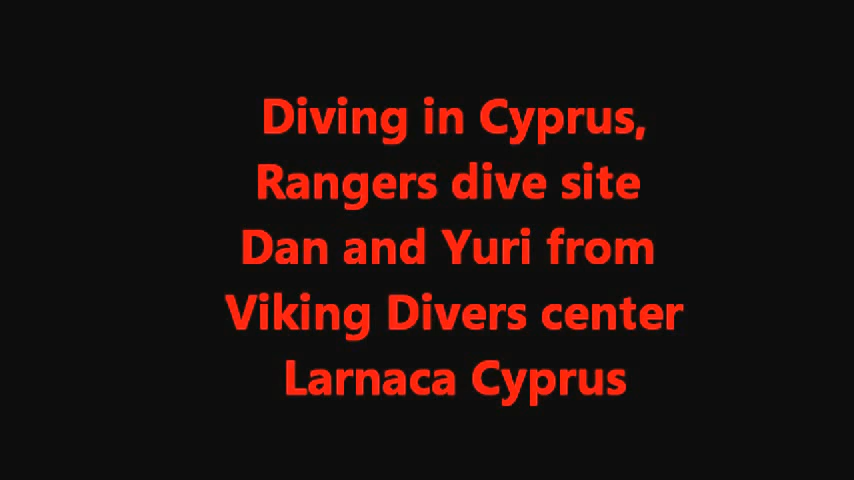 Diving in Cyprus,
Rangers dive site
Dan and Yuri from
Viking Divers center
Larnaca Cyprus